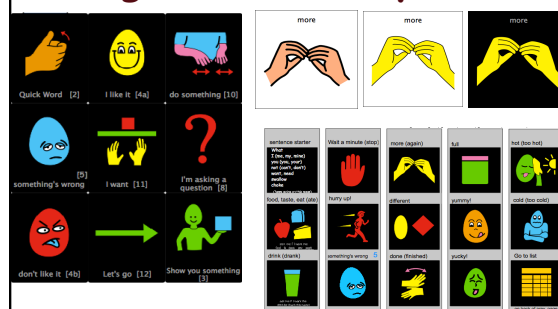 Quick Word [2]
I like it [4a]
do something [10]
[5]
something's wrong
I want [11]
I'm asking a
question [8]
don't like it [4b]
Let's go [12]
Show you something
[3]
more
more
more
sentence starter
What
I (me, my, mine)
you (you, your)
not (can't, don't)
want, need
swallow
choke
Wait a minute (stop)
more (again)
full
hot (too hot)
food, taste, eat (ate)
hurry up!
different
yummy!
cold (too cold)
drink (drank)
something's wrong 5
done (finished)
yucky!
Go to list